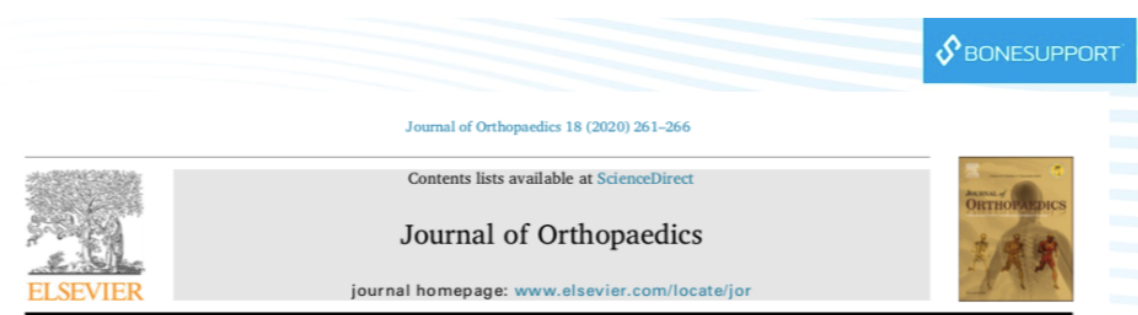 BONESUPPORT
Journal of Orthopaedics 18 (2020) 261–266
Contents lists available at ScienceDirect
Journal of Orthopaedics
journal homepage: www.elsevier.com/locate/jor
ELSEVIER
JOURNAL of
ORTHOPAEDICS